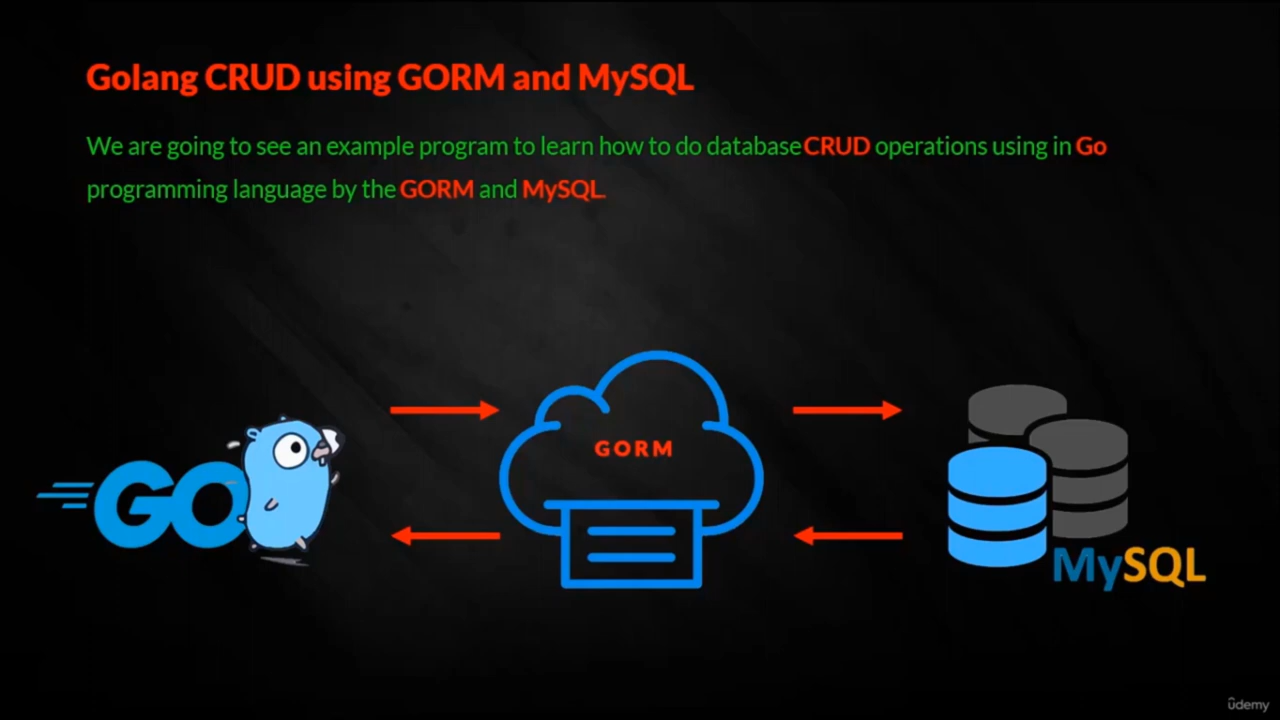 Golang CRUD using GORM and MySQL
We are going to see an example program to learn how to do database CRUD operations using in Go
programming language by the GORM and MySQL.
GORM
GO
MySQL
udemy